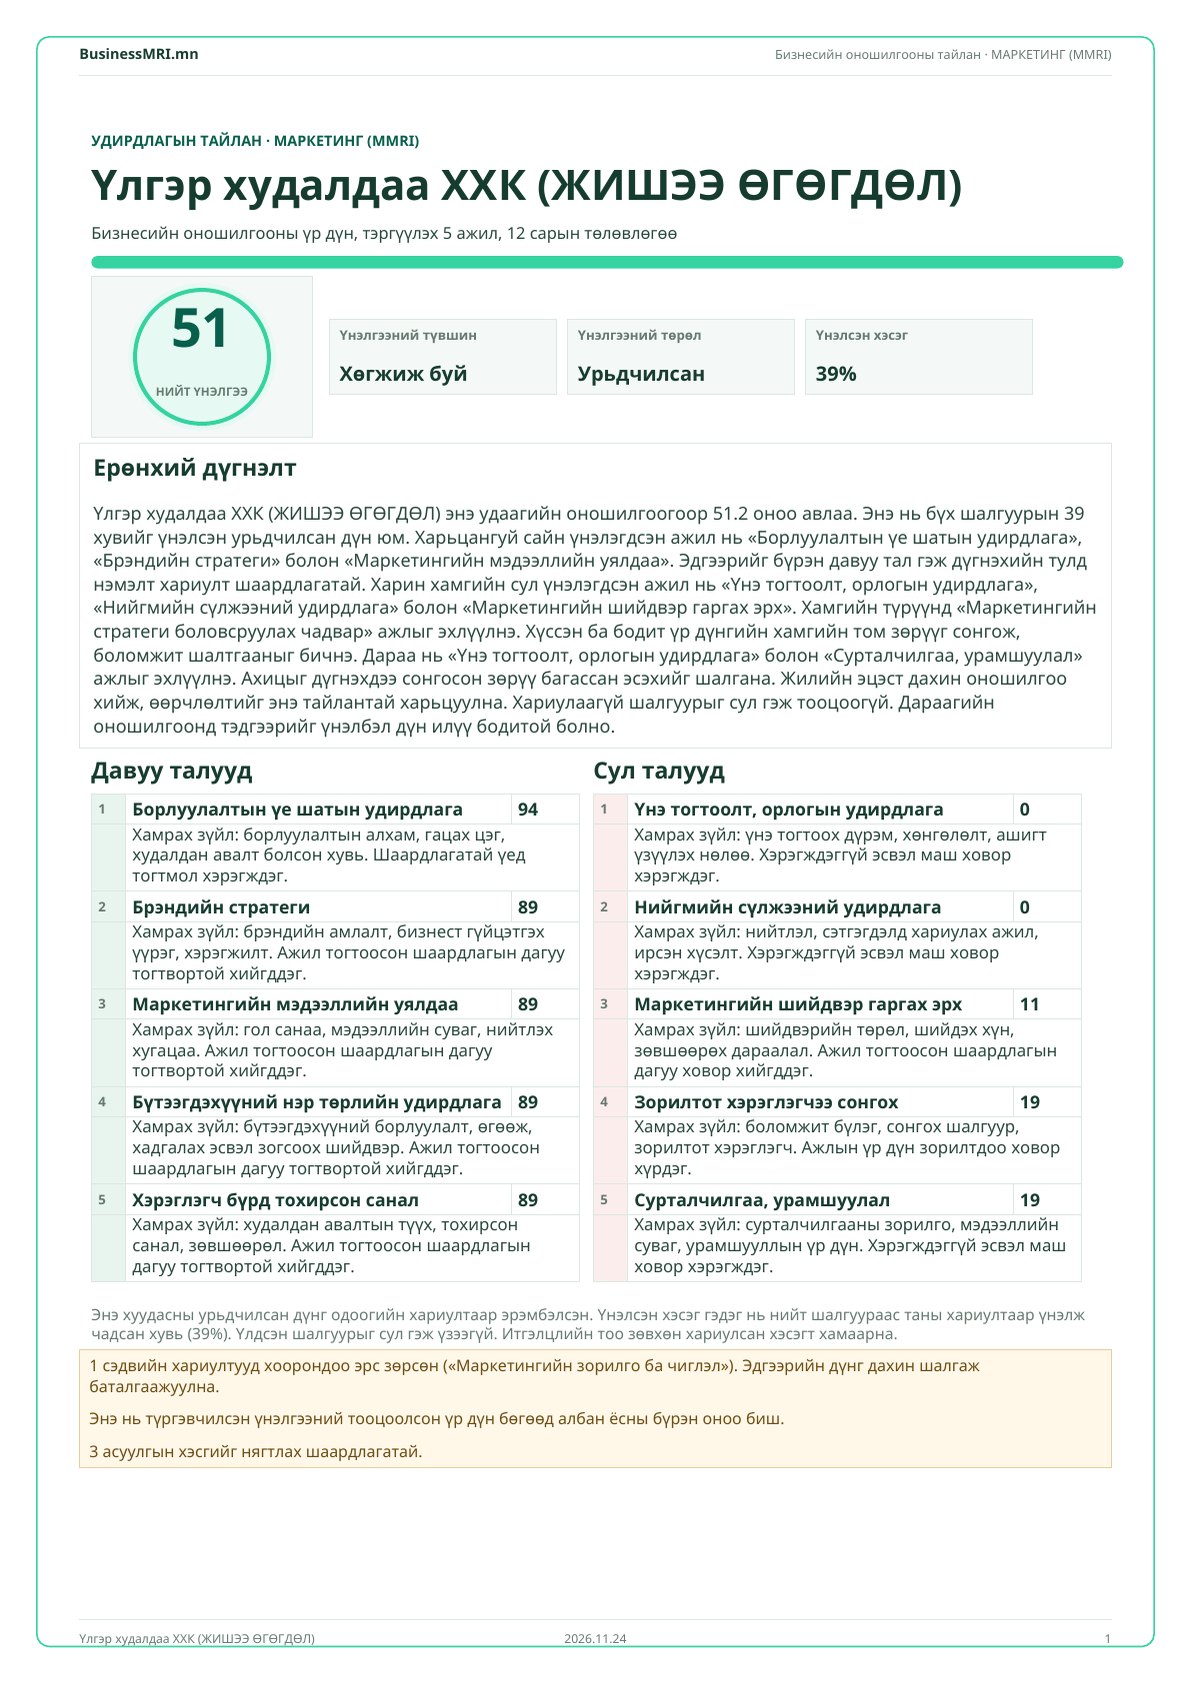 BusinessMRI.mn
Бизнесийн оношилгооны тайлан · МАРКЕТИНГ (MMRI)
УДИРДЛАГЫН ТАЙЛАН · МАРКЕТИНГ (MMRI)
Үлгэр худалдаа ХХК (ЖИШЭЭ ӨГӨГДӨЛ)
Бизнесийн оношилгооны үр дүн, тэргүүлэх 5 ажил, 12 сарын төлөвлөгөө
51
НИЙТ ҮНЭЛГЭЭ
Үнэлгээний түвшин
Хөгжиж буй
Үнэлгээний төрөл
Урьдчилсан
Үнэлсэн хэсэг
39%
Ерөнхий дүгнэлт
Үлгэр худалдаа ХХК (ЖИШЭЭ ӨГӨГДӨЛ) энэ удаагийн оношилгоогоор 51.2 оноо авлаа. Энэ нь бүх шалгуурын 39
хувийг үнэлсэн урьдчилсан дүн юм. Харьцангуй сайн үнэлэгдсэн ажил нь «Борлуулалтын үе шатын удирдлага»,
«Брэндийн стратеги» болон «Маркетингийн мэдээллийн уялдаа». Эдгээрийг бүрэн давуу тал гэж дүгнэхийн тулд
нэмэлт хариулт шаардлагатай. Харин хамгийн сул үнэлэгдсэн ажил нь «Үнэ тогтоолт, орлогын удирдлага»,
«Нийгмийн сүлжээний удирдлага» болон «Маркетингийн шийдвэр гаргах эрх». Хамгийн түрүүнд «Маркетингийн
стратеги боловсруулах чадвар» ажлыг эхлүүлнэ. Хүссэн ба бодит үр дүнгийн хамгийн том зөрүүг сонгож,
боломжит шалтгааныг бичнэ. Дараа нь «Үнэ тогтоолт, орлогын удирдлага» болон «Сурталчилгаа, урамшуулал»
ажлыг эхлүүлнэ. Ахицыг дүгнэхдээ сонгосон зөрүү багассан эсэхийг шалгана. Жилийн эцэст дахин оношилгоо
хийж, өөрчлөлтийг энэ тайлантай харьцуулна. Хариулаагүй шалгуурыг сул гэж тооцоогүй. Дараагийн
оношилгоонд тэдгээрийг үнэлбэл дүн илүү бодитой болно.
Давуу талууд
1 Борлуулалтын үе шатын удирдлага 94
Хамрах зүйл: борлуулалтын алхам, гацах цэг,
худалдан авалт болсон хувь. Шаардлагатай үед
тогтмол хэрэгждэг.
2 Брэндийн стратеги 89
Хамрах зүйл: брэндийн амлалт, бизнест гүйцэтгэх
үүрэг, хэрэгжилт. Ажил тогтоосон шаардлагын дагуу
тогтвортой хийгддэг.
3 Маркетингийн мэдээллийн уялдаа 89
Хамрах зүйл: гол санаа, мэдээллийн суваг, нийтлэх
хугацаа. Ажил тогтоосон шаардлагын дагуу
тогтвортой хийгддэг.
4 Бүтээгдэхүүний нэр төрлийн удирдлага 89
Хамрах зүйл: бүтээгдэхүүний борлуулалт, өгөөж,
хадгалах эсвэл зогсоох шийдвэр. Ажил тогтоосон
шаардлагын дагуу тогтвортой хийгддэг.
5 Хэрэглэгч бүрд тохирсон санал 89
Хамрах зүйл: худалдан авалтын түүх, тохирсон
санал, зөвшөөрөл. Ажил тогтоосон шаардлагын
дагуу тогтвортой хийгддэг.
Сул талууд
1 Үнэ тогтоолт, орлогын удирдлага 0
Хамрах зүйл: үнэ тогтоох дүрэм, хөнгөлөлт, ашигт
үзүүлэх нөлөө. Хэрэгждэггүй эсвэл маш ховор
хэрэгждэг.
2 Нийгмийн сүлжээний удирдлага 0
Хамрах зүйл: нийтлэл, сэтгэгдэлд хариулах ажил,
ирсэн хүсэлт. Хэрэгждэггүй эсвэл маш ховор
хэрэгждэг.
3 Маркетингийн шийдвэр гаргах эрх 11
Хамрах зүйл: шийдвэрийн төрөл, шийдэх хүн,
зөвшөөрөх дараалал. Ажил тогтоосон шаардлагын
дагуу ховор хийгддэг.
4 Зорилтот хэрэглэгчээ сонгох 19
Хамрах зүйл: боломжит бүлэг, сонгох шалгуур,
зорилтот хэрэглэгч. Ажлын үр дүн зорилтдоо ховор
хүрдэг.
5 Сурталчилгаа, урамшуулал 19
Хамрах зүйл: сурталчилгааны зорилго, мэдээллийн
суваг, урамшууллын үр дүн. Хэрэгждэггүй эсвэл маш
ховор хэрэгждэг.
Энэ хуудасны урьдчилсан дүнг одоогийн хариултаар эрэмбэлсэн. Үнэлсэн хэсэг гэдэг нь нийт шалгуураас таны хариултаар үнэлж
чадсан хувь (39%). Үлдсэн шалгуурыг сул гэж үзээгүй. Итгэлцлийн тоо зөвхөн хариулсан хэсэгт хамаарна.
1 сэдвийн хариултууд хоорондоо эрс зөрсөн («Маркетингийн зорилго ба чиглэл»). Эдгээрийн дүнг дахин шалгаж
баталгаажуулна.
Энэ нь түргэвчилсэн үнэлгээний тооцоолсон үр дүн бөгөөд албан ёсны бүрэн оноо биш.
3 асуулгын хэсгийг нягтлах шаардлагатай.
Үлгэр худалдаа ХХК (ЖИШЭЭ ӨГӨГДӨЛ)
2026.11.24
1